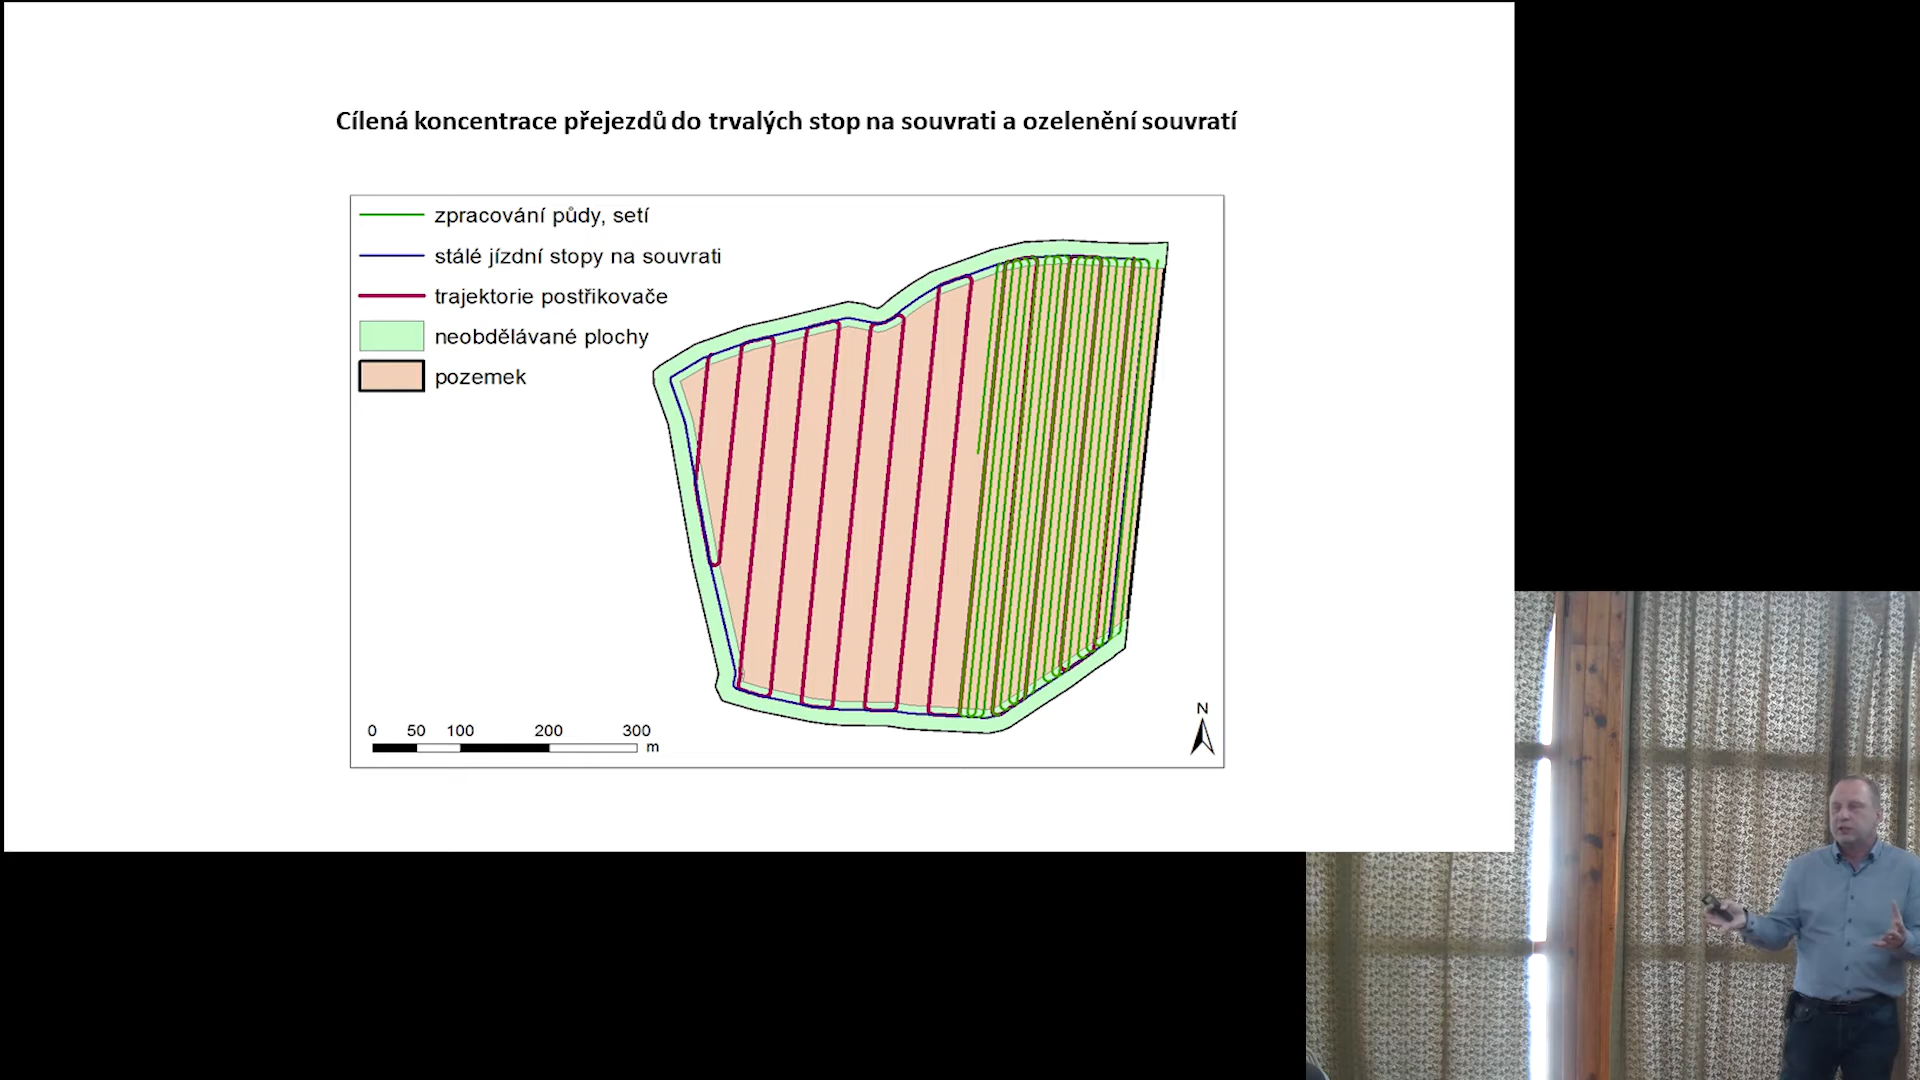 Cílená koncentrace přejezdů do trvalých stop na souvrati a ozelenění souvratí
zpracování půdy, setí
stálé jízdní stopy na souvrati
trajektorie postřikovače
neobdělávané plochy
pozemek
N
0 50 100 200 300
m